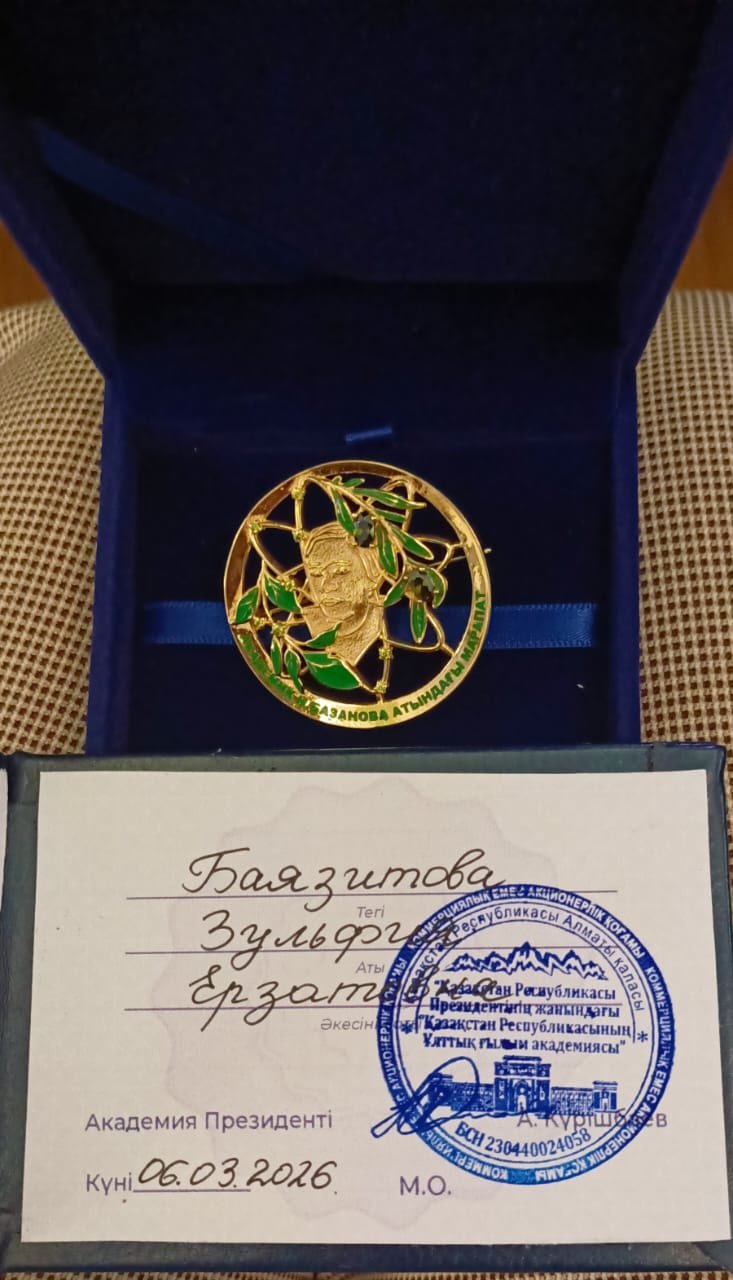 БАЗАНОВА АТЫНДАҒЫ МАРАПАТ
Баязитова
Тегі
Зульфия
Аты
Ерзатовна
Әкесінің аты
КОММЕРЦИЯЛЫҚ ЕМЕС АКЦИОНЕРЛІК ҚОҒАМЫ
Қазақстан Республикасы Алматы қаласы
"Қазақстан Республикасы
Президентінің жанындағы
"Қазақстан Республикасының
Ұлттық ғылым академиясы"
БСН 230440024058
Академия Президенті
А. Күрішбаев
Күні 06.03.2026
М.О.